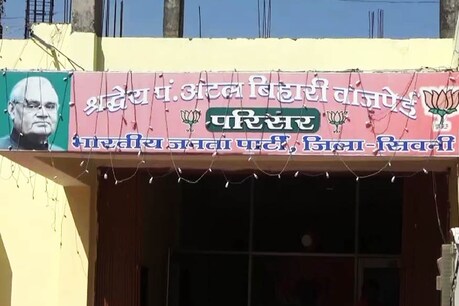 श्रद्धेय पं. अटल बिहारी वाजपेई
परिसर
भारतीय जनता पार्टी, जिला-सिवनी